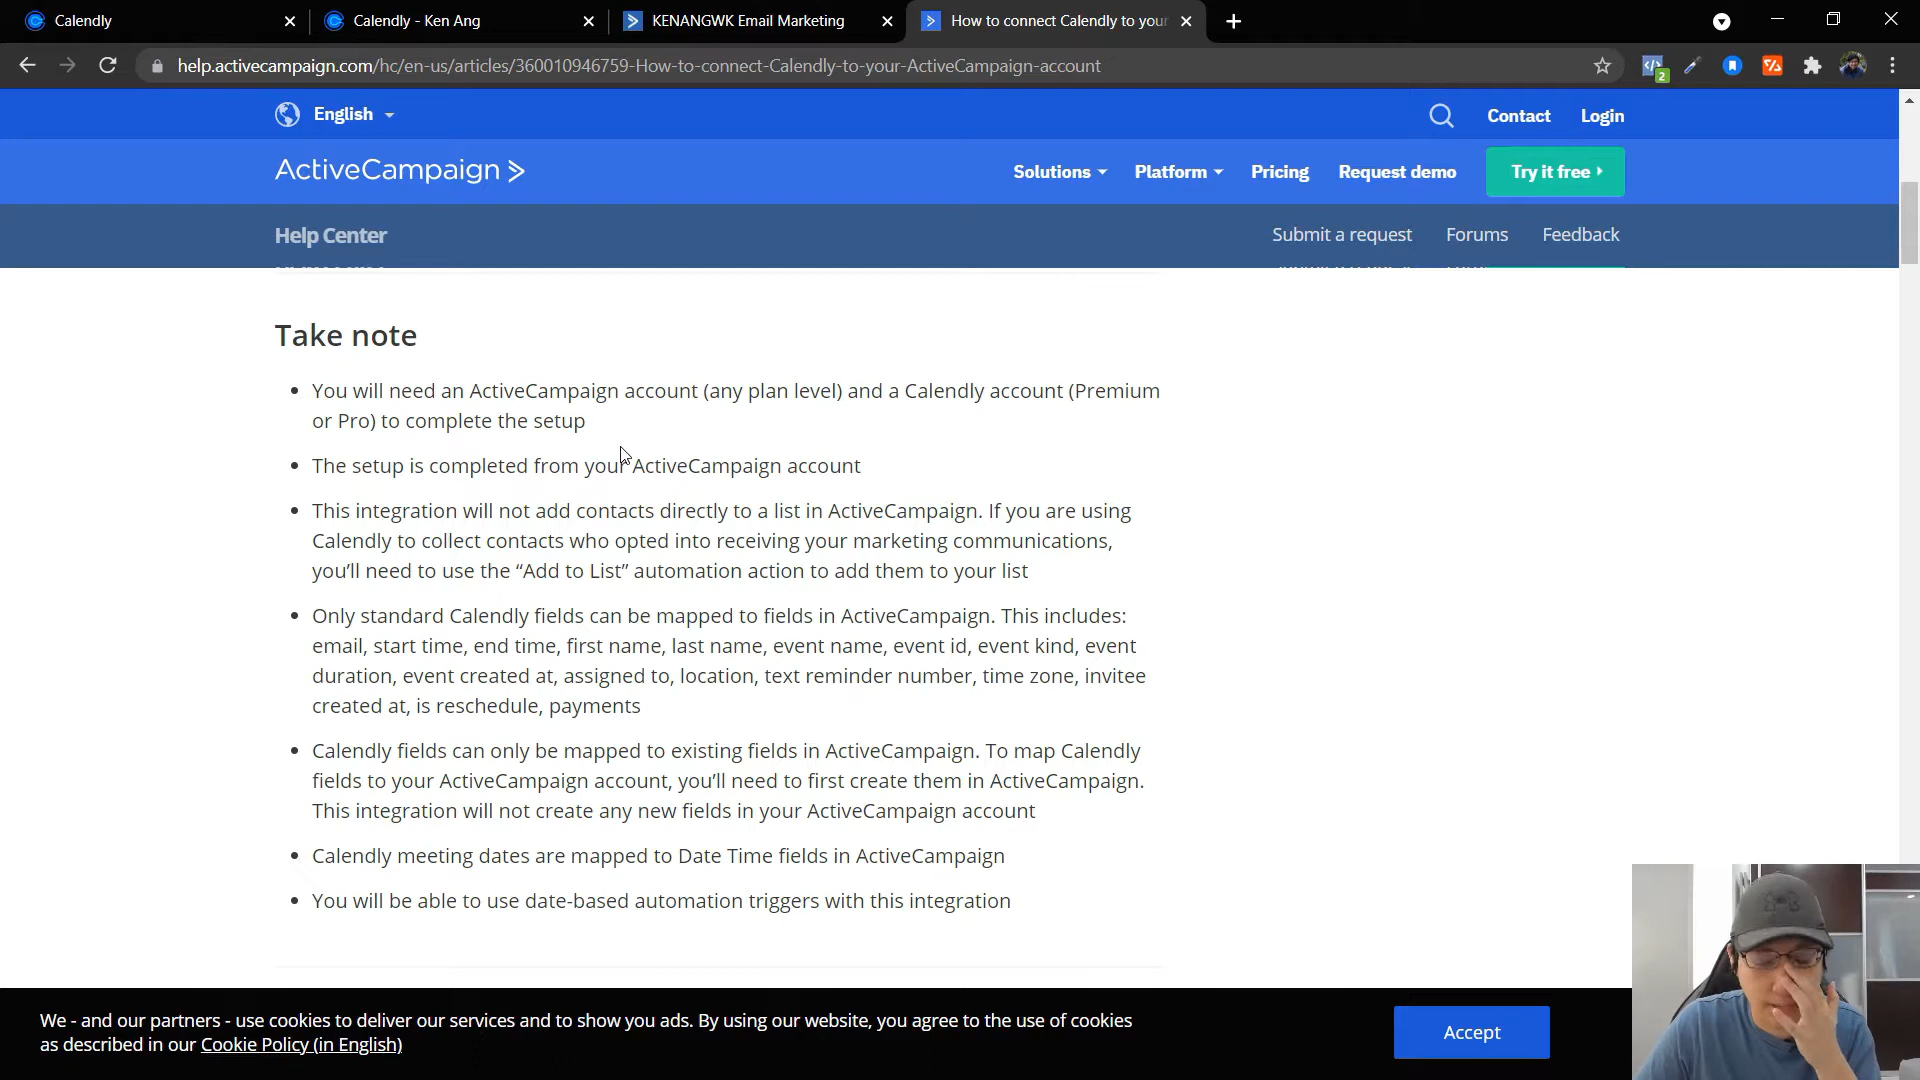 Calendly
Calendly - Ken Ang
KENANGWK Email Marketing
How to connect Calendly to your
help.activecampaign.com/hc/en-us/articles/360010946759-How-to-connect-Calendly-to-your-ActiveCampaign-account
2
English
Contact
Login
ActiveCampaign >
Solutions
Platform
Pricing
Request demo
Try it free
Help Center
Submit a request
Forums
Feedback
Take note
• You will need an ActiveCampaign account (any plan level) and a Calendly account (Premium
or Pro) to complete the setup
• The setup is completed from your ActiveCampaign account
• This integration will not add contacts directly to a list in ActiveCampaign. If you are using
Calendly to collect contacts who opted into receiving your marketing communications,
you’ll need to use the “Add to List” automation action to add them to your list
• Only standard Calendly fields can be mapped to fields in ActiveCampaign. This includes:
email, start time, end time, first name, last name, event name, event id, event kind, event
duration, event created at, assigned to, location, text reminder number, time zone, invitee
created at, is reschedule, payments
• Calendly fields can only be mapped to existing fields in ActiveCampaign. To map Calendly
fields to your ActiveCampaign account, you’ll need to first create them in ActiveCampaign.
This integration will not create any new fields in your ActiveCampaign account
• Calendly meeting dates are mapped to Date Time fields in ActiveCampaign
• You will be able to use date-based automation triggers with this integration
We - and our partners - use cookies to deliver our services and to show you ads. By using our website, you agree to the use of cookies
as described in our Cookie Policy (in English)
Accept